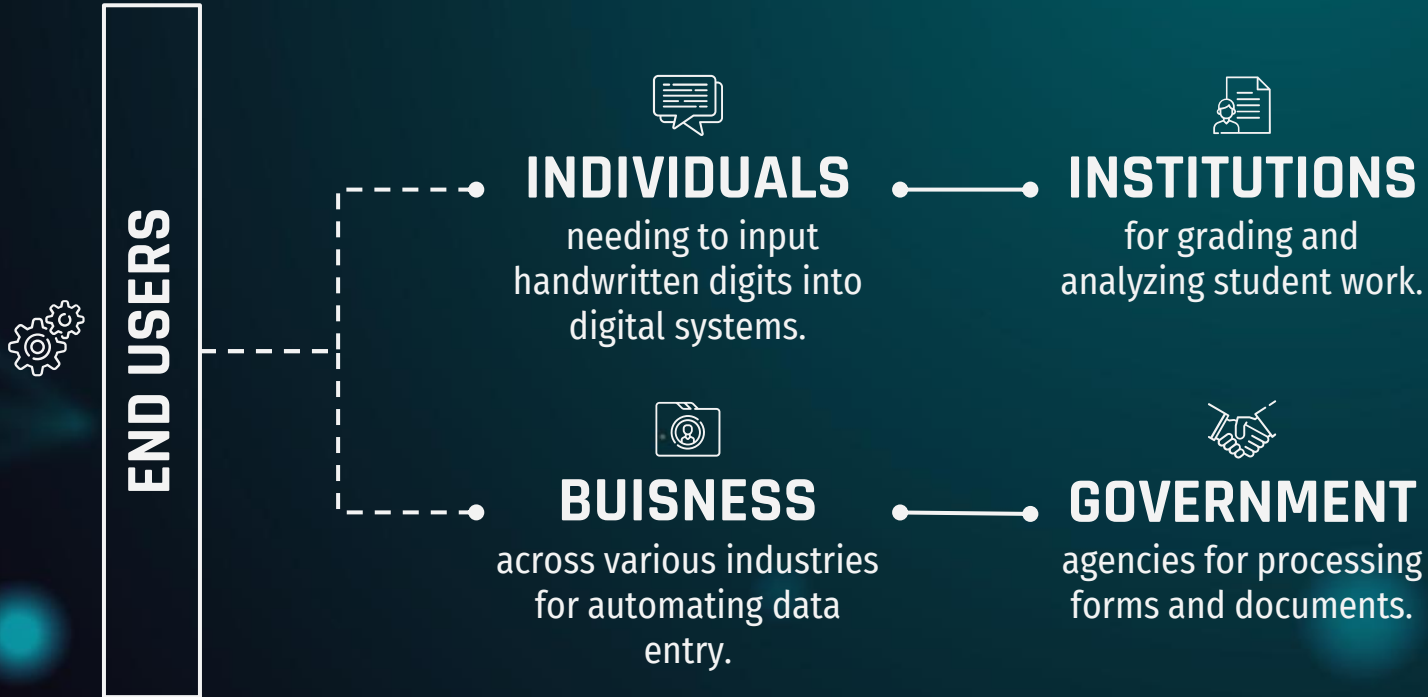 END USERS
INDIVIDUALS
needing to input
handwritten digits into
digital systems.
INSTITUTIONS
for grading and
analyzing student work.
BUISNESS
across various industries
for automating data
entry.
GOVERNMENT
agencies for processing
forms and documents.